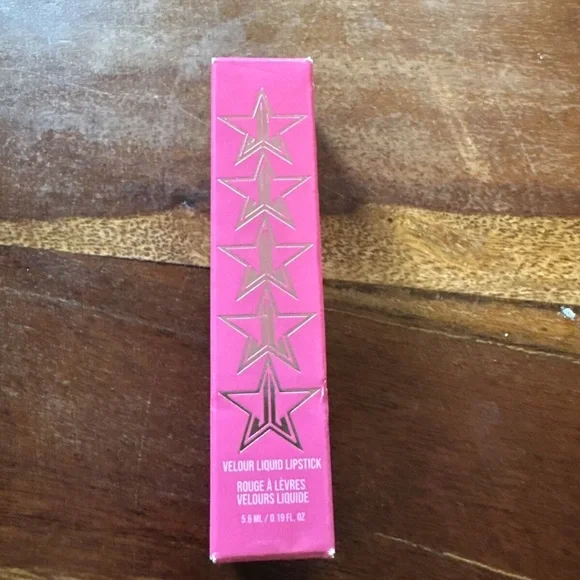 VELOUR LIQUID LIPSTICK
ROUGE À LÈVRES
VELOURS LIQUIDE
5.6 ML / 0.19 FL. OZ